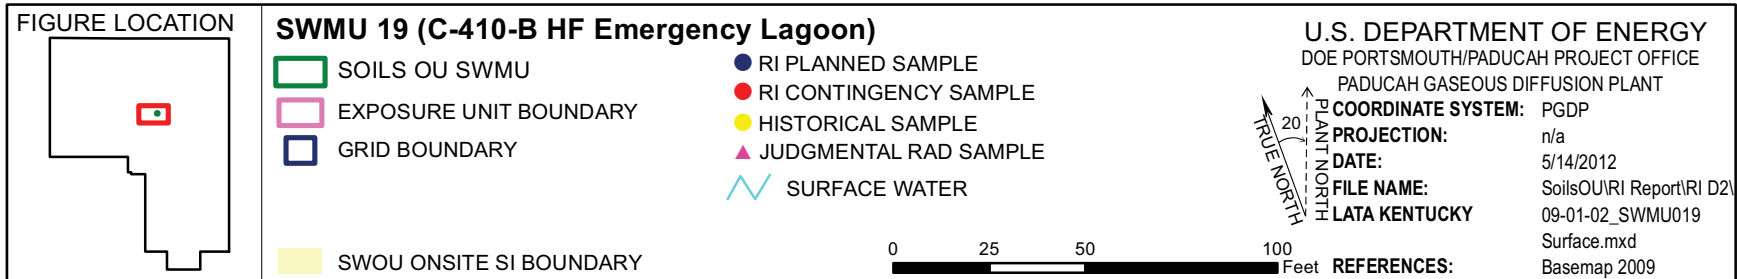 FIGURE LOCATION
SWMU 19 (C-410-B HF Emergency Lagoon)
SOILS OU SWMU
EXPOSURE UNIT BOUNDARY
GRID BOUNDARY
SWOU ONSITE SI BOUNDARY
RI PLANNED SAMPLE
RI CONTINGENCY SAMPLE
HISTORICAL SAMPLE
JUDGMENTAL RAD SAMPLE
SURFACE WATER
0 25 50 100
Feet
U.S. DEPARTMENT OF ENERGY
DOE PORTSMOUTH/PADUCAH PROJECT OFFICE
PADUCAH GASEOUS DIFFUSION PLANT
TRUE NORTH
20
PLANT NORTH
COORDINATE SYSTEM: PGDP
PROJECTION: n/a
DATE: 5/14/2012
FILE NAME: SoilsOU\RI Report\RI D2\
LATA KENTUCKY 09-01-02_SWMU019
Surface.mxd
REFERENCES: Basemap 2009